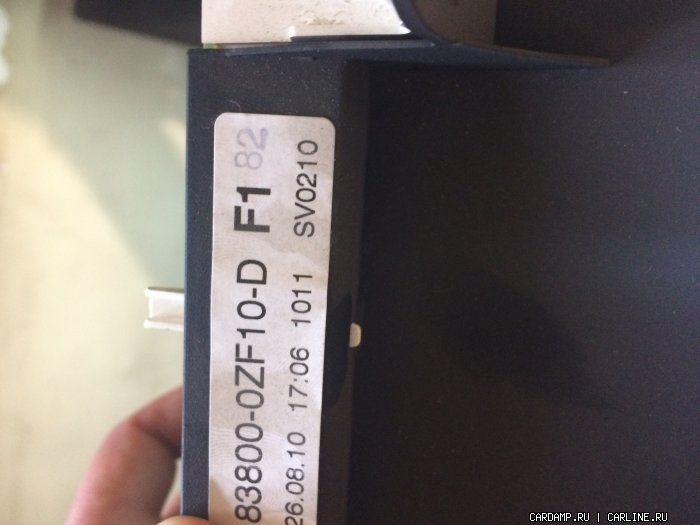 83800-0ZF10-D F1 82
26.08.10 17:06 1011 SV0210
CARDAMP.RU | CARLINE.RU